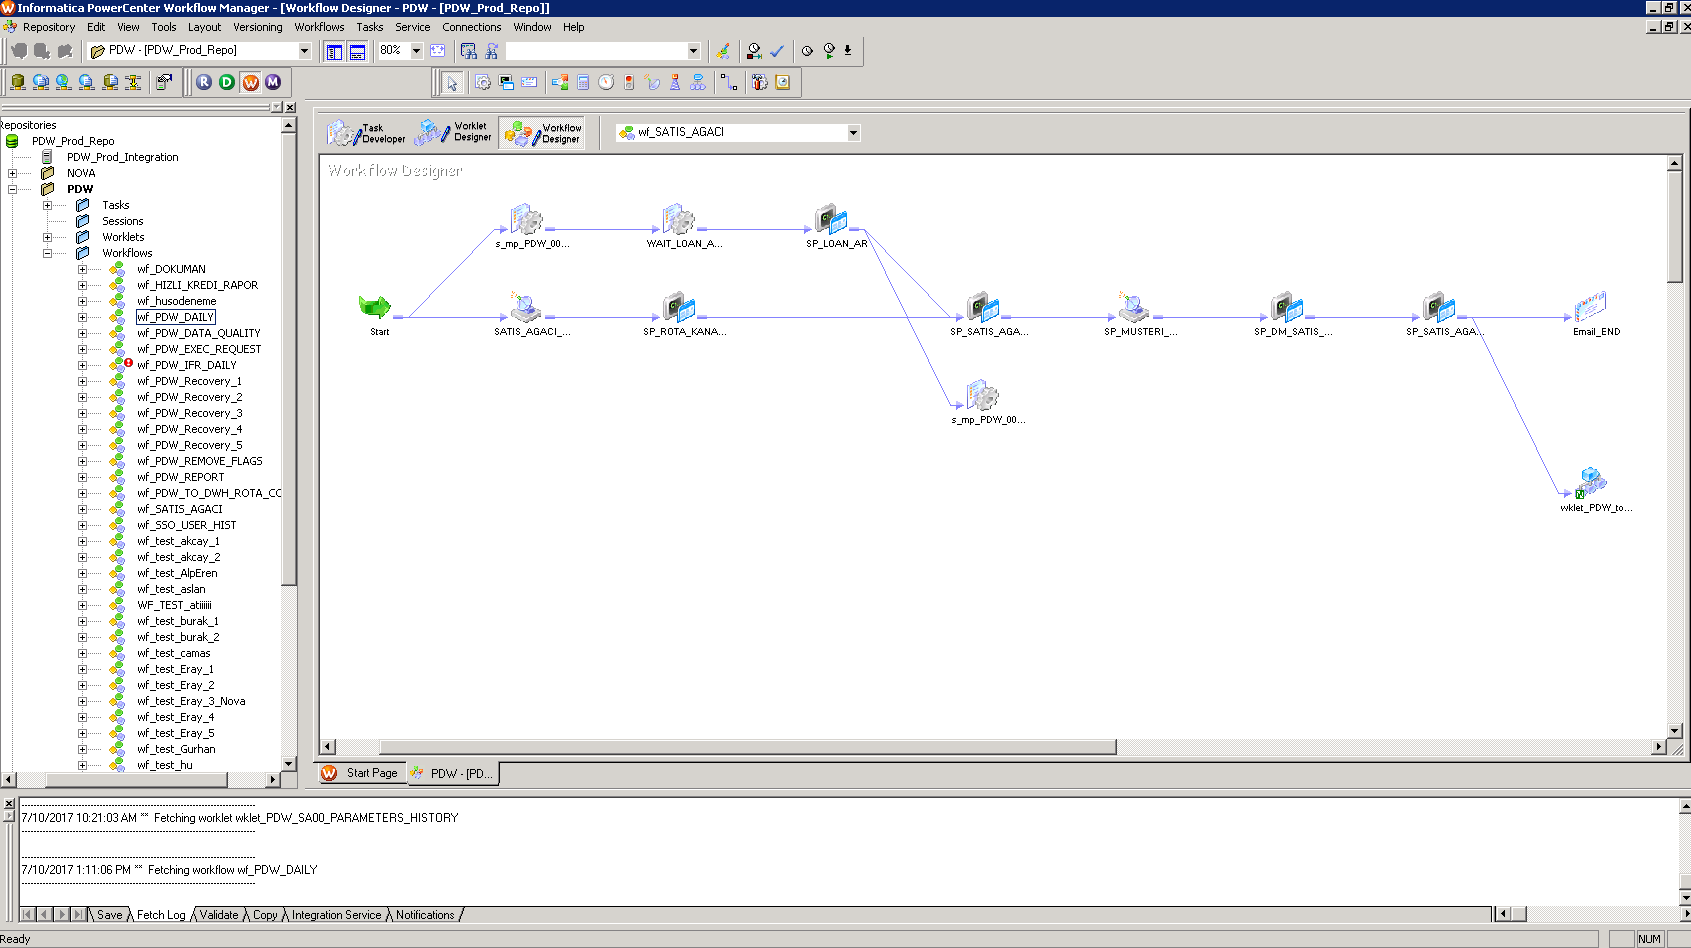 Informatica PowerCenter Workflow Manager - [Workflow Designer - PDW - [PDW_Prod_Repo]]
Repository Edit View Tools Layout Versioning Workflows Tasks Service Connections Window Help
PDW - [PDW_Prod_Repo] 80%
R D W M
Repositories
PDW_Prod_Repo
PDW_Prod_Integration
NOVA
PDW
Tasks
Sessions
Worklets
Workflows
wf_DOKUMAN
wf_HIZLI_KREDI_RAPOR
wf_husodeneme
wf_PDW_DAILY
wf_PDW_DATA_QUALITY
wf_PDW_EXEC_REQUEST
wf_PDW_IFR_DAILY
wf_PDW_Recovery_1
wf_PDW_Recovery_2
wf_PDW_Recovery_3
wf_PDW_Recovery_4
wf_PDW_Recovery_5
wf_PDW_REMOVE_FLAGS
wf_PDW_REPORT
wf_PDW_TO_DWH_ROTA_CC
wf_SATIS_AGACI
wf_SSO_USER_HIST
wf_test_akcay_1
wf_test_akcay_2
wf_test_AlpEren
wf_test_aslan
WF_TEST_atiiiiii
wf_test_burak_1
wf_test_burak_2
wf_test_camas
wf_test_Eray_1
wf_test_Eray_2
wf_test_Eray_3_Nova
wf_test_Eray_4
wf_test_Eray_5
wf_test_Gurhan
wf_test_hu
Task Developer
Worklet Designer
Workflow Designer
wf_SATIS_AGACI
Workflow Designer
s_mp_PDW_00...
WAIT_LOAN_A...
SP_LOAN_AR
Start
SATIS_AGACI_...
SP_ROTA_KANA...
SP_SATIS_AGA...
SP_MUSTERI_...
SP_DM_SATIS_...
SP_SATIS_AGA...
Email_END
s_mp_PDW_00...
wklet_PDW_to...
Start Page PDW - [PD...
7/10/2017 10:21:03 AM ** Fetching worklet wklet_PDW_SA00_PARAMETERS_HISTORY
7/10/2017 1:11:06 PM ** Fetching workflow wf_PDW_DAILY
Save Fetch Log Validate Copy Integration Service Notifications
Ready NUM